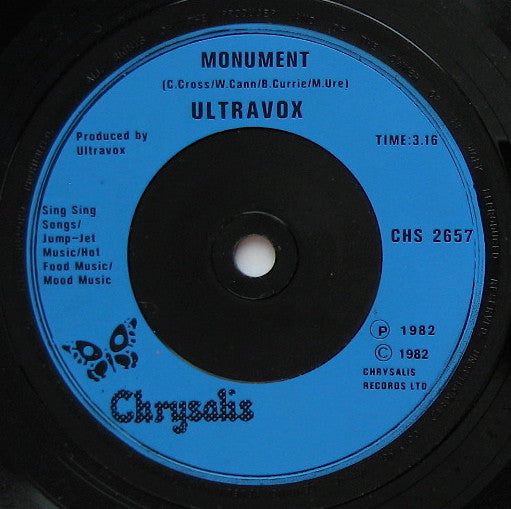 MONUMENT
(C.Cross/W.Cann/B.Currie/M.Ure)
ULTRAVOX
Produced by
Ultravox
TIME:3.16
Sing Sing
Songs/
Jump-Jet
Music/Hot
Food Music/
Mood Music
CHS 2657
P 1982
C 1982
CHRYSALIS
RECORDS LTD
Chrysalis